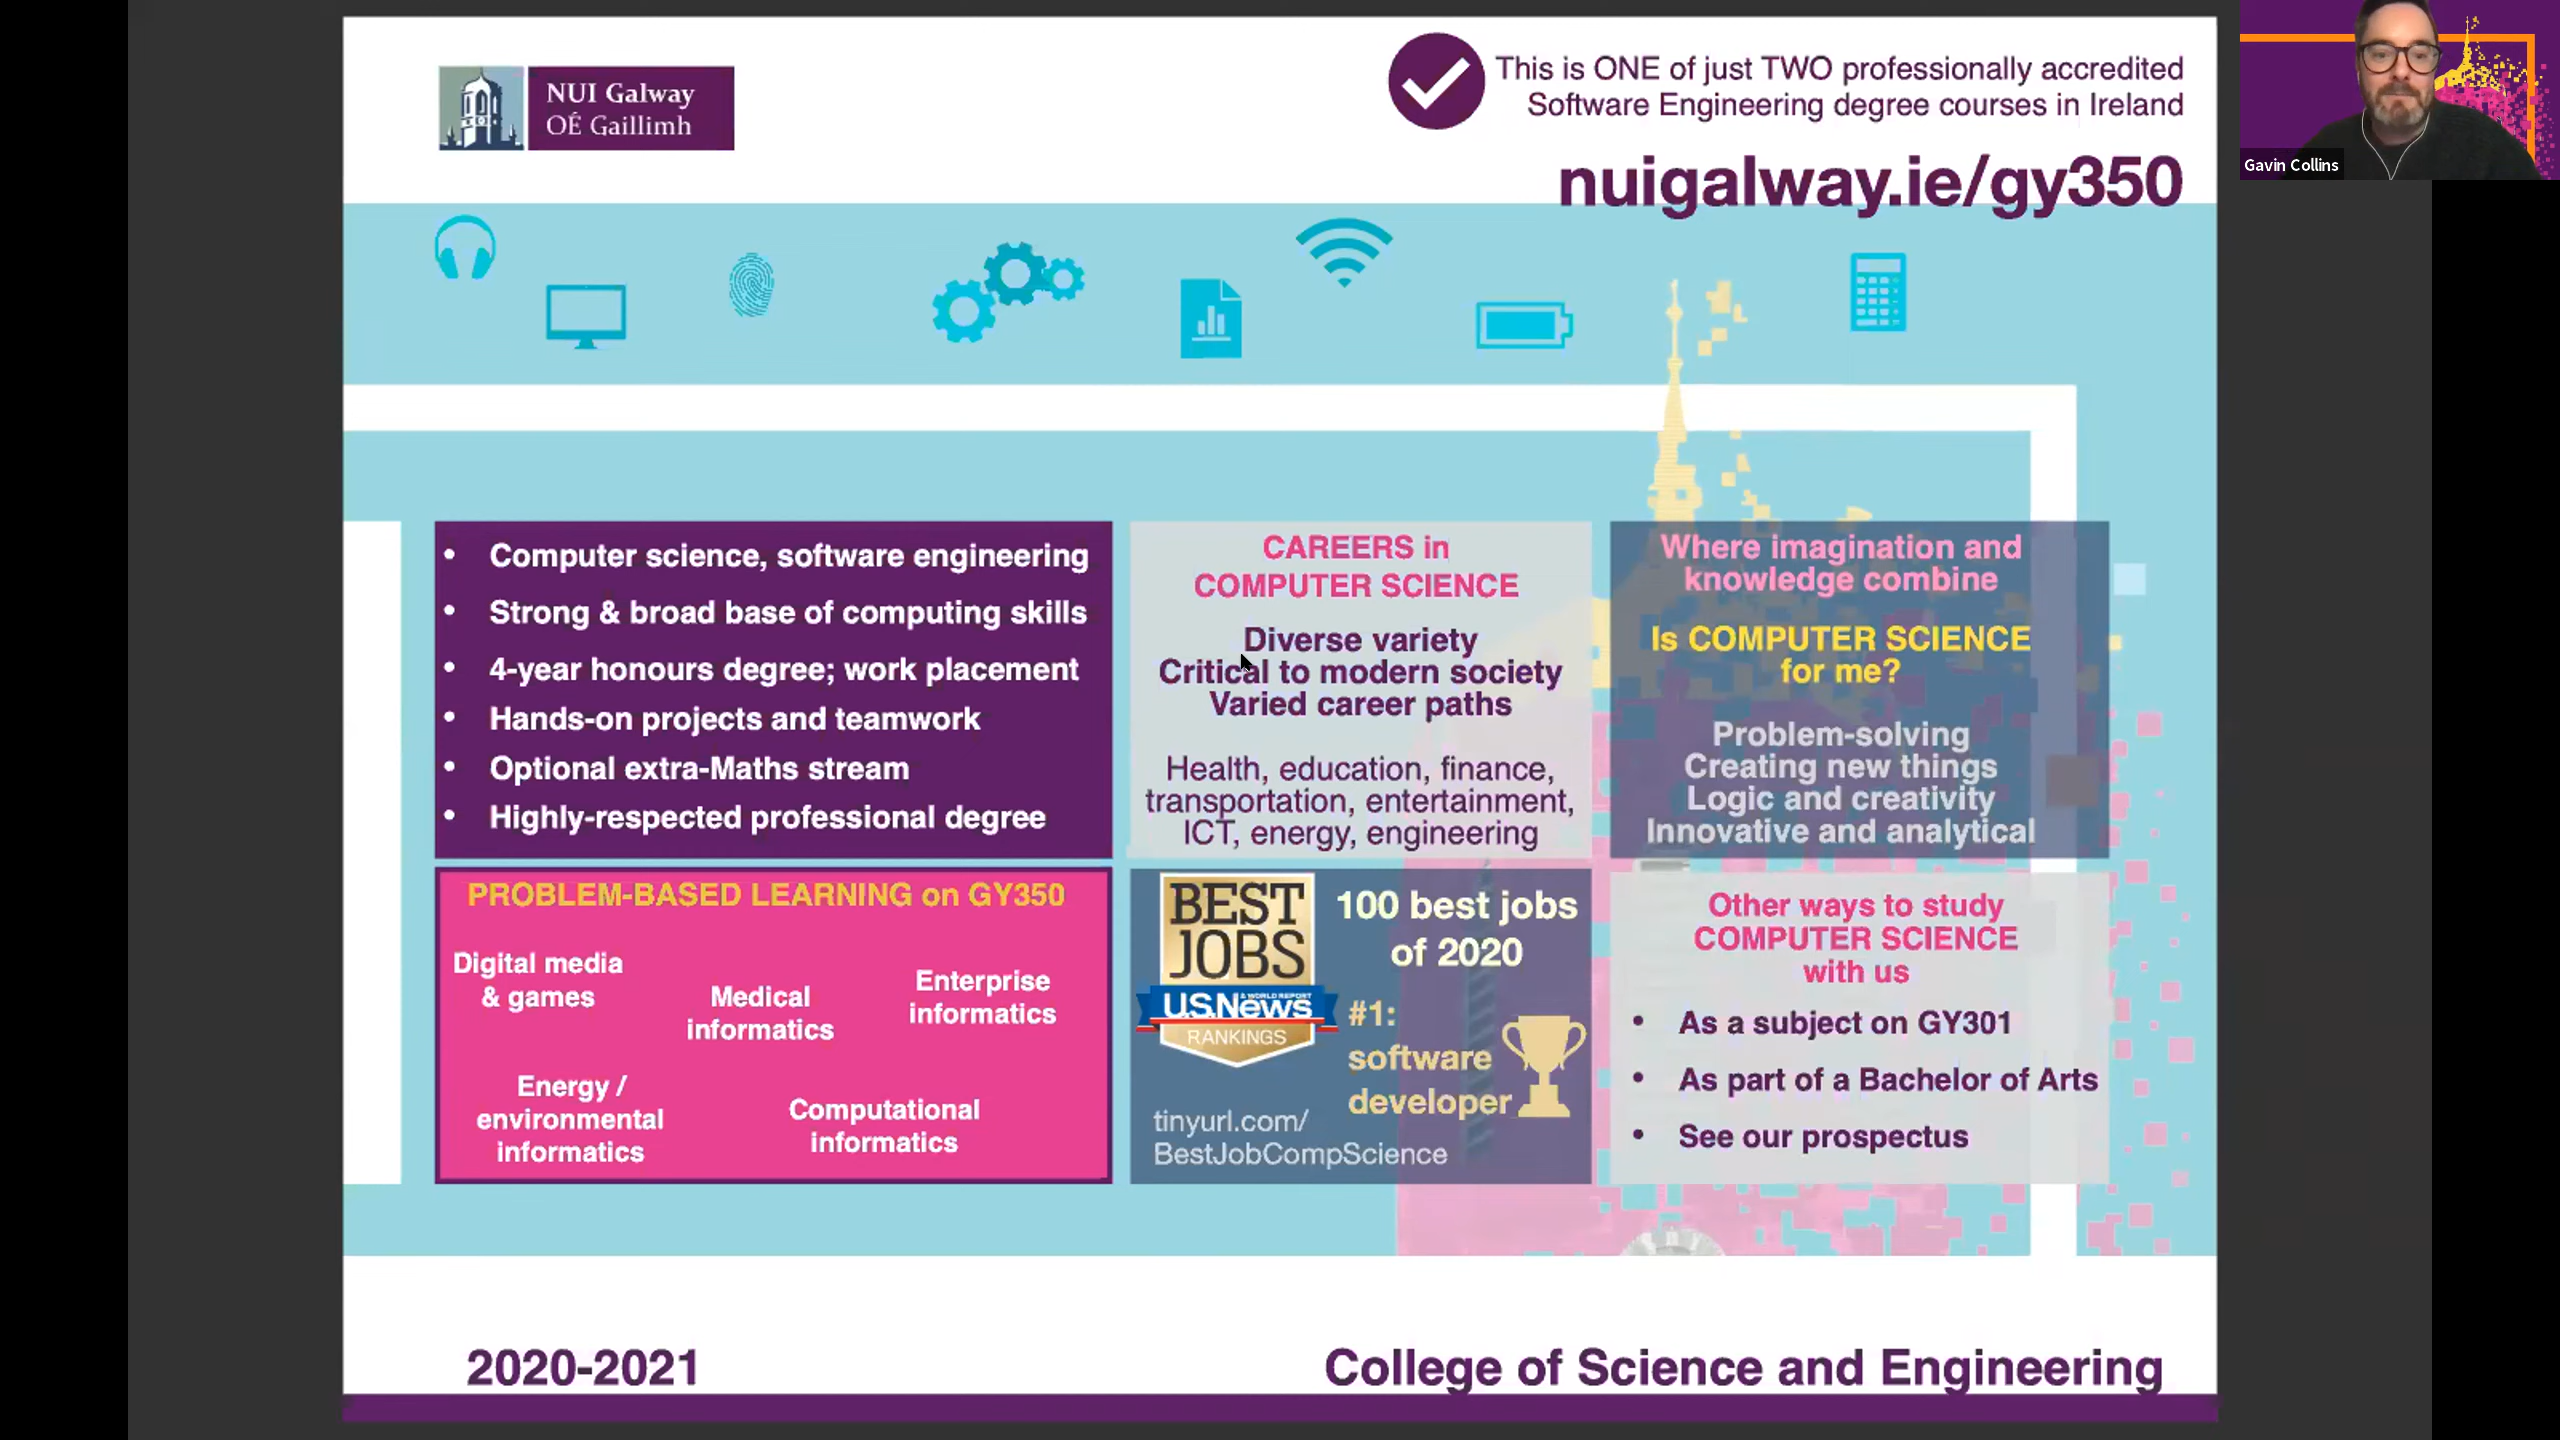 NUI Galway
OÉ Gaillimh
This is ONE of just TWO professionally accredited
Software Engineering degree courses in Ireland
nuigalway.ie/gy350
Gavin Collins
• Computer science, software engineering
• Strong & broad base of computing skills
• 4-year honours degree; work placement
• Hands-on projects and teamwork
• Optional extra-Maths stream
• Highly-respected professional degree
CAREERS in
COMPUTER SCIENCE
Diverse variety
Critical to modern society
Varied career paths
Health, education, finance,
transportation, entertainment,
ICT, energy, engineering
Where imagination and
knowledge combine
Is COMPUTER SCIENCE
for me?
Problem-solving
Creating new things
Logic and creativity
Innovative and analytical
PROBLEM-BASED LEARNING on GY350
Digital media
& games
Medical
informatics
Enterprise
informatics
Energy /
environmental
informatics
Computational
informatics
BEST
JOBS
U.S.News
& WORLD REPORT
RANKINGS
100 best jobs
of 2020
#1:
software
developer
tinyurl.com/
BestJobCompScience
Other ways to study
COMPUTER SCIENCE
with us
• As a subject on GY301
• As part of a Bachelor of Arts
• See our prospectus
2020-2021
College of Science and Engineering